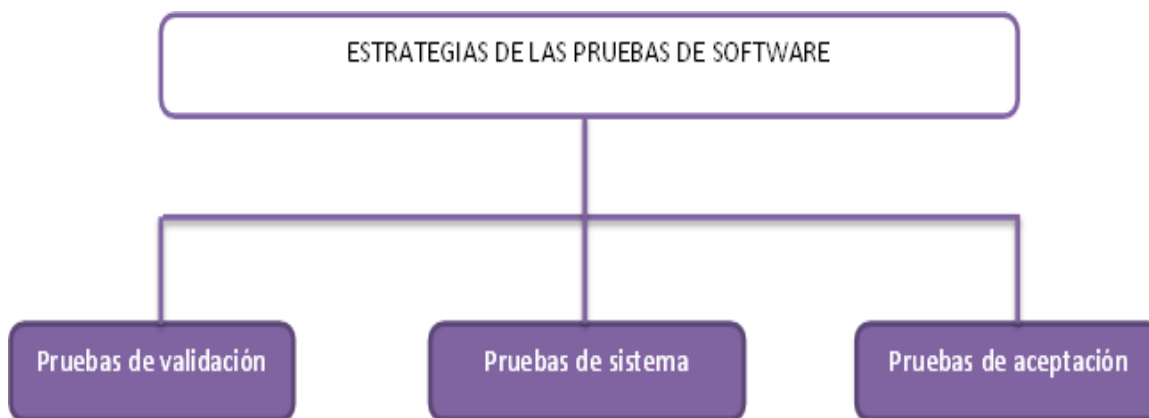 ESTRATEGIAS DE LAS PRUEBAS DE SOFTWARE
Pruebas de validación
Pruebas de sistema
Pruebas de aceptación